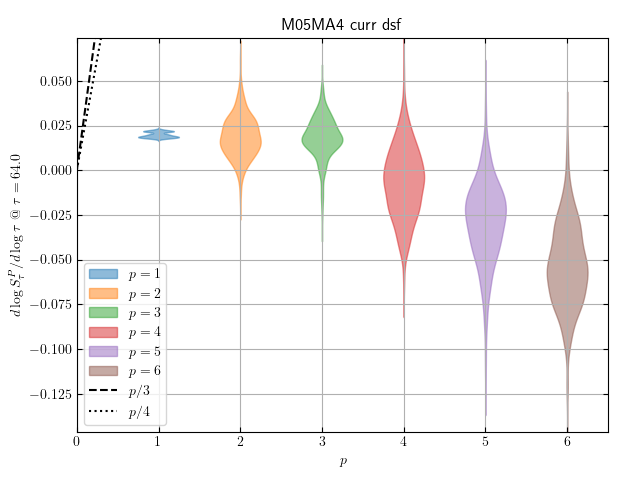 M05MA4 curr dsf
d log S_τ^P / d log τ @ τ = 64.0
0.050
0.025
0.000
−0.025
−0.050
−0.075
−0.100
−0.125
p = 1
p = 2
p = 3
p = 4
p = 5
p = 6
p/3
p/4
0 1 2 3 4 5 6
p